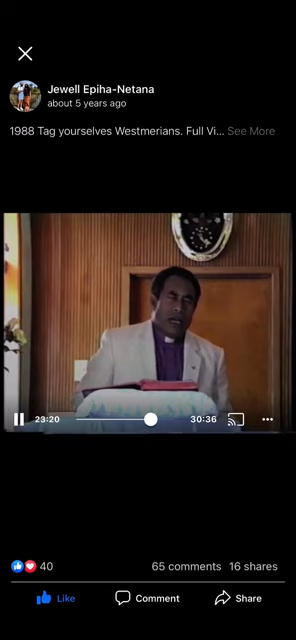 Jewell Epiha-Netana
about 5 years ago
1988 Tag yourselves Westmerians. Full Vi... See More
23:20
30:36
40
65 comments 16 shares
Like Comment Share